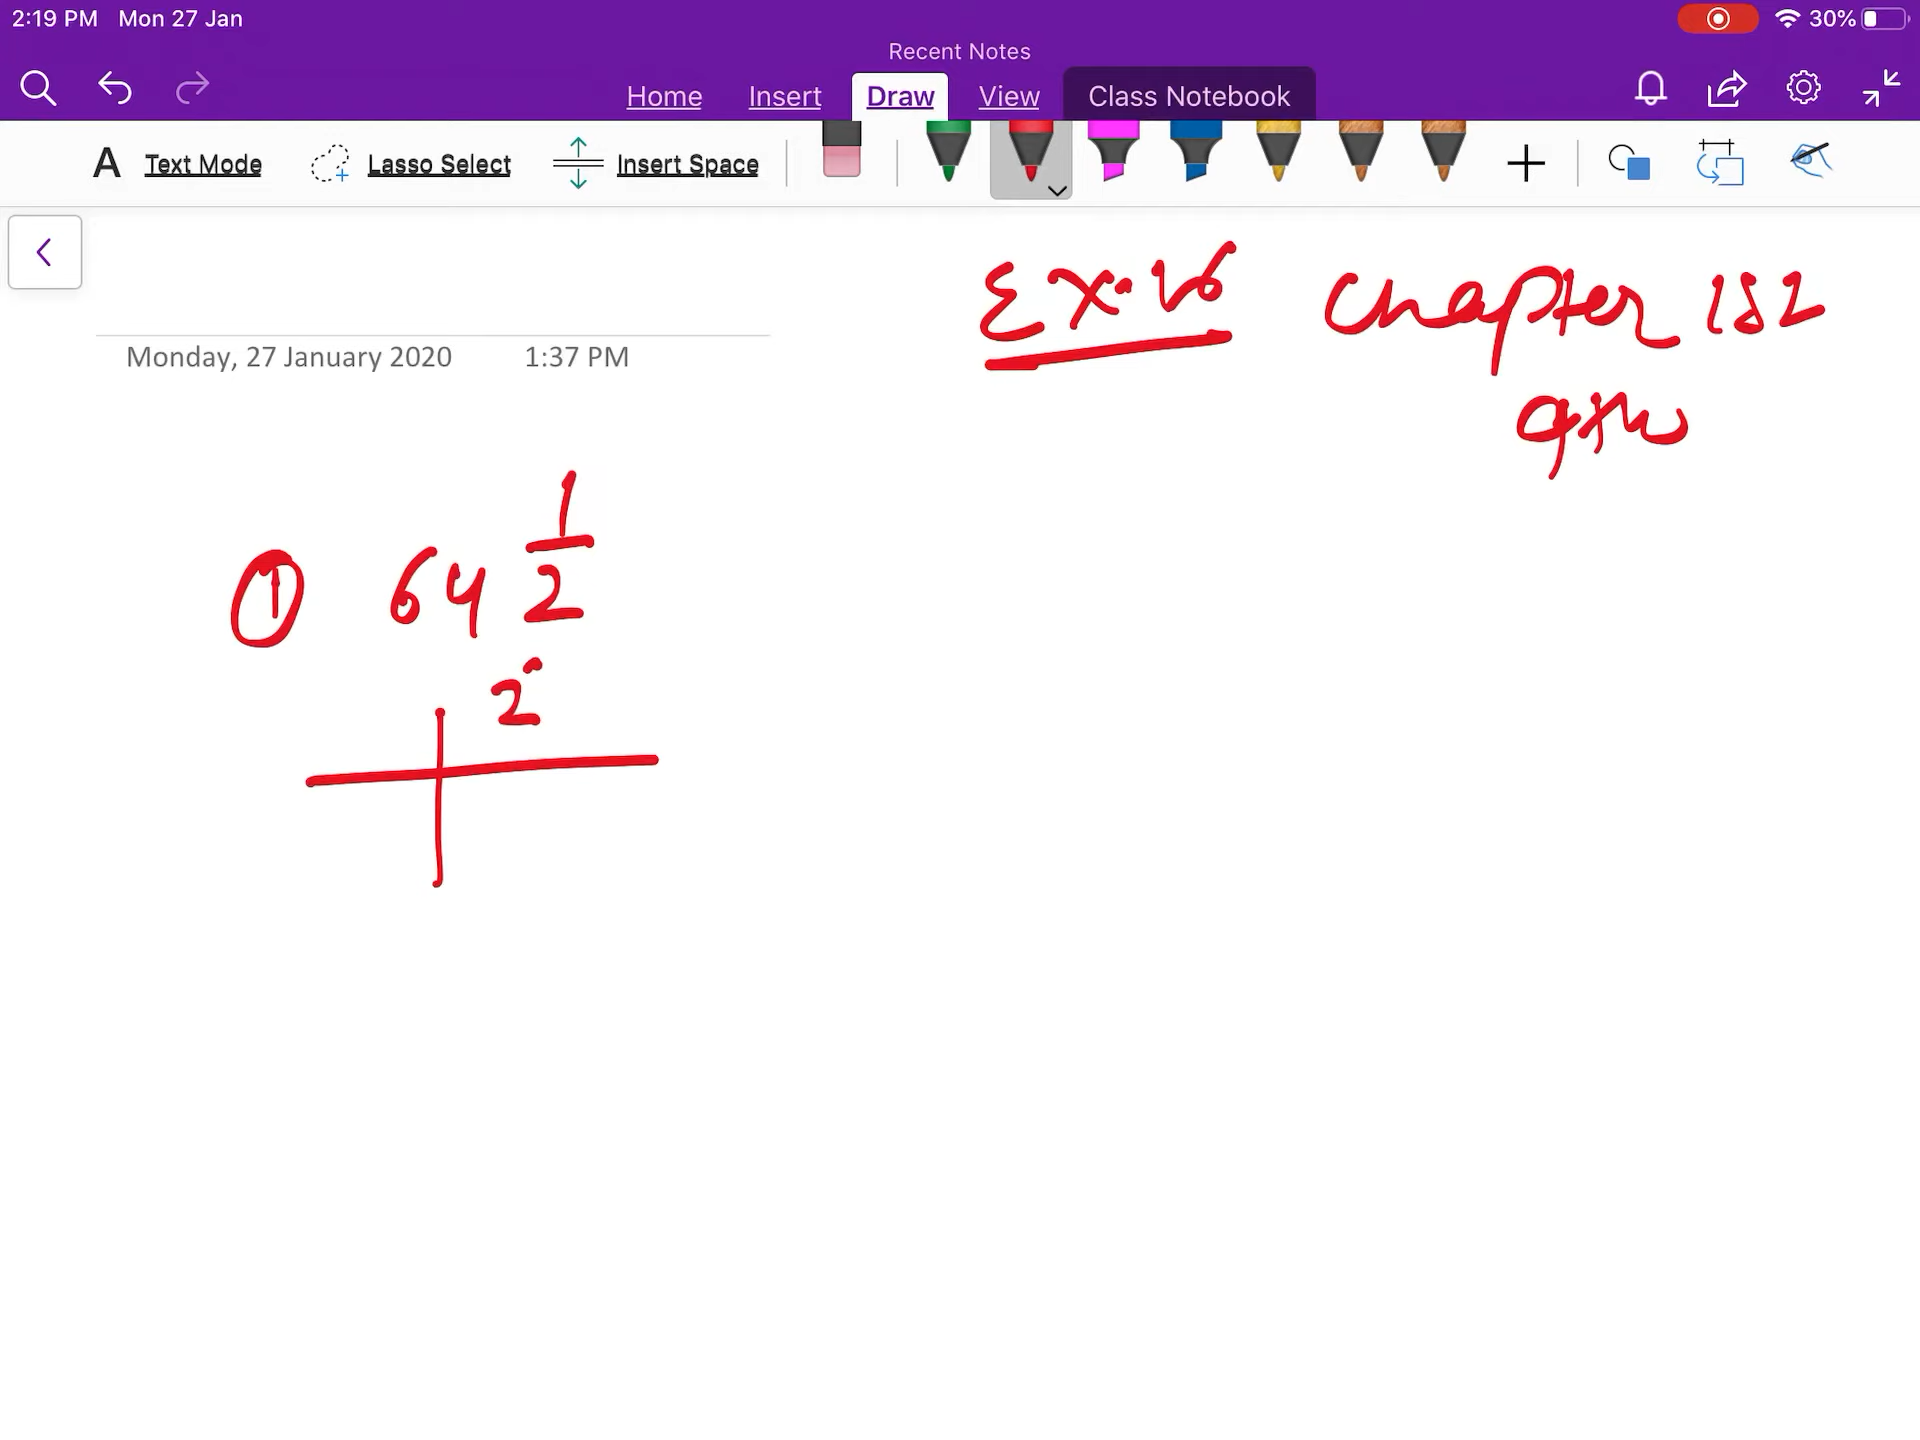 2:19 PM Mon 27 Jan 30%
Recent Notes
Home Insert Draw View Class Notebook
A Text Mode Lasso Select Insert Space
Ex. 1.6 Chapter 1 & 2
Monday, 27 January 2020 1:37 PM
9th
1
① 64 2
2